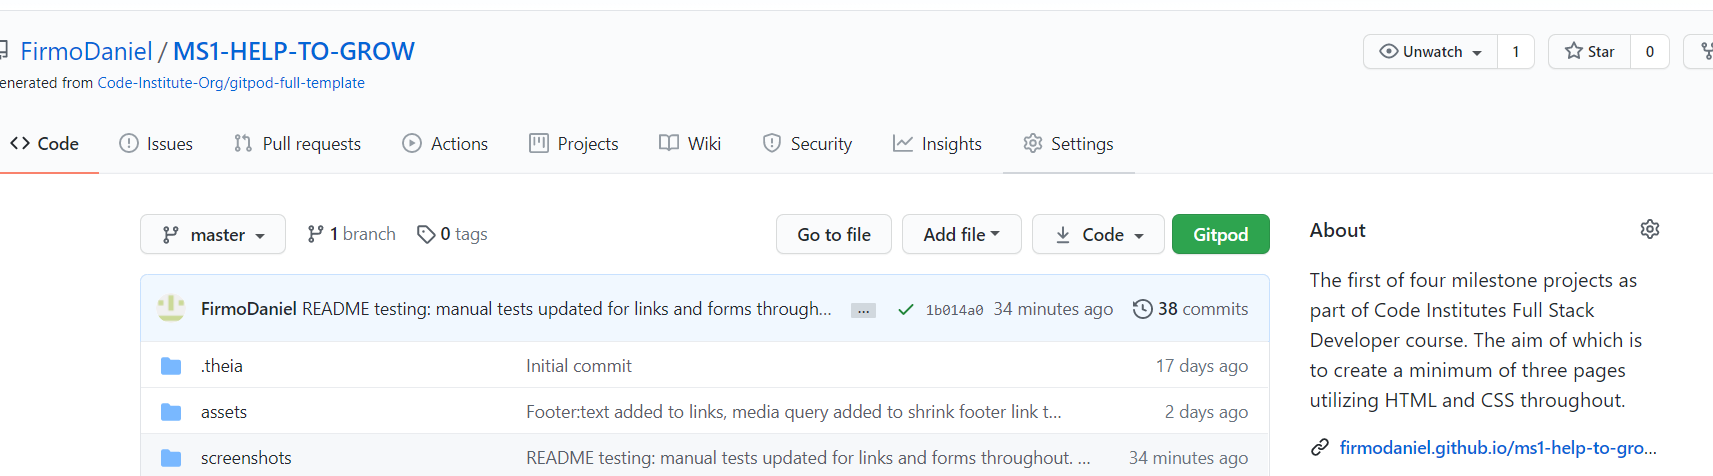 FirmoDaniel / MS1-HELP-TO-GROW
Unwatch 1 Star 0
enerated from Code-Institute-Org/gitpod-full-template
Code Issues Pull requests Actions Projects Wiki Security Insights Settings
master 1 branch 0 tags Go to file Add file Code Gitpod
FirmoDaniel README testing: manual tests updated for links and forms through... ... 1b014a0 34 minutes ago 38 commits
.theia Initial commit 17 days ago
assets Footer:text added to links, media query added to shrink footer link t... 2 days ago
screenshots README testing: manual tests updated for links and forms throughout. ... 34 minutes ago
About
The first of four milestone projects as
part of Code Institutes Full Stack
Developer course. The aim of which is
to create a minimum of three pages
utilizing HTML and CSS throughout.
firmodaniel.github.io/ms1-help-to-gro...